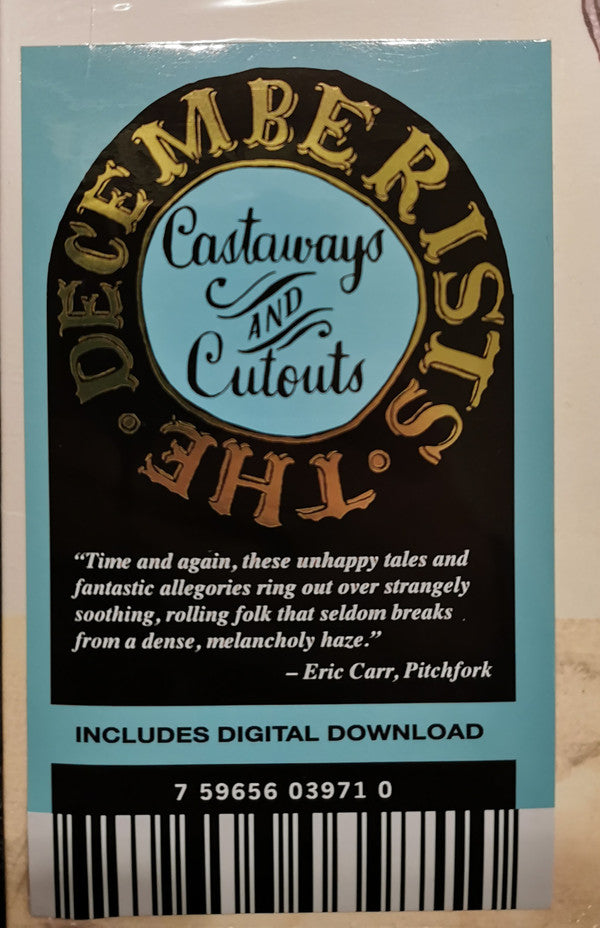 THE · DECEMBERISTS ·
Castaways
AND
Cutouts
“Time and again, these unhappy tales and
fantastic allegories ring out over strangely
soothing, rolling folk that seldom breaks
from a dense, melancholy haze.”
– Eric Carr, Pitchfork
INCLUDES DIGITAL DOWNLOAD
7 59656 03971 0